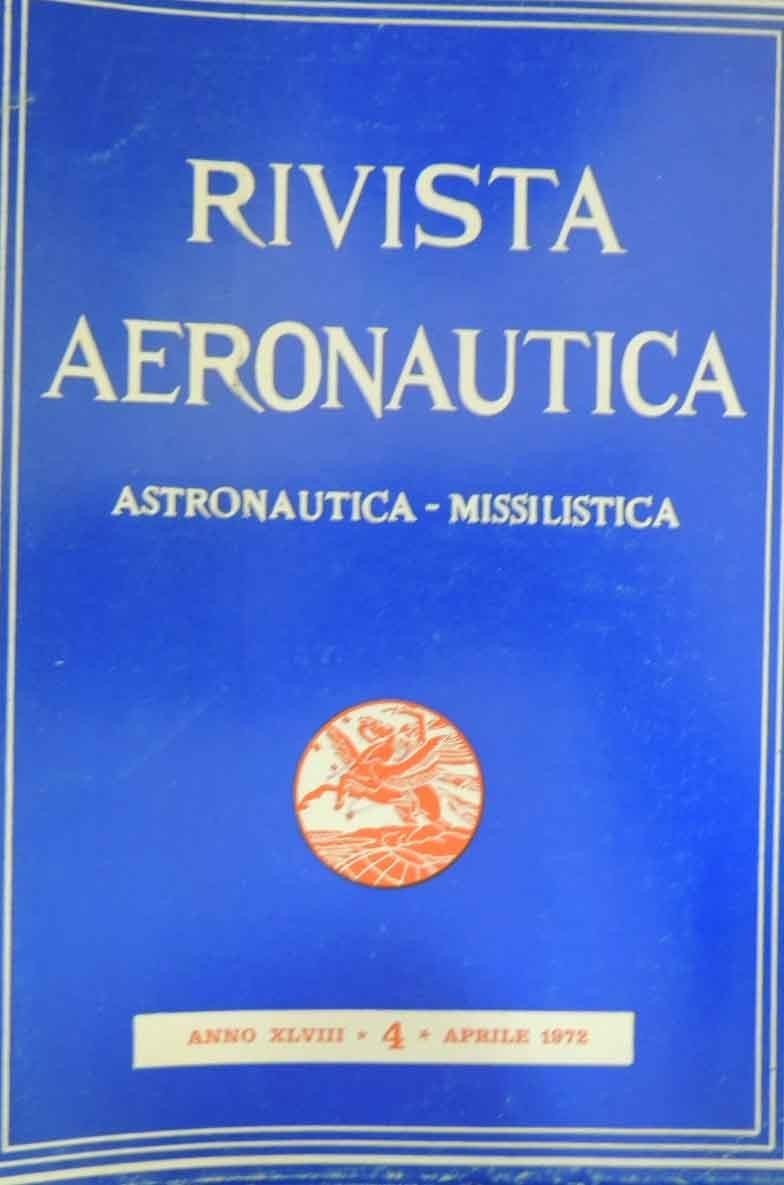 RIVISTA
AERONAUTICA
ASTRONAUTICA - MISSILISTICA
ANNO XLVIII * 4 * APRILE 1972